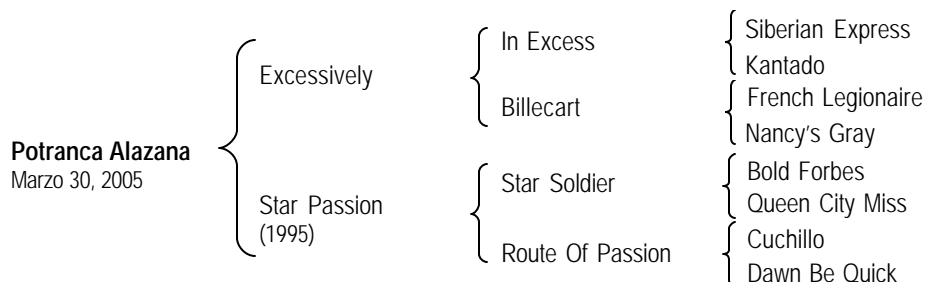 Potranca Alazana
Marzo 30, 2005
Excessively
Star Passion
(1995)
In Excess
Billecart
Star Soldier
Route Of Passion
Siberian Express
Kantado
French Legionaire
Nancy's Gray
Bold Forbes
Queen City Miss
Cuchillo
Dawn Be Quick